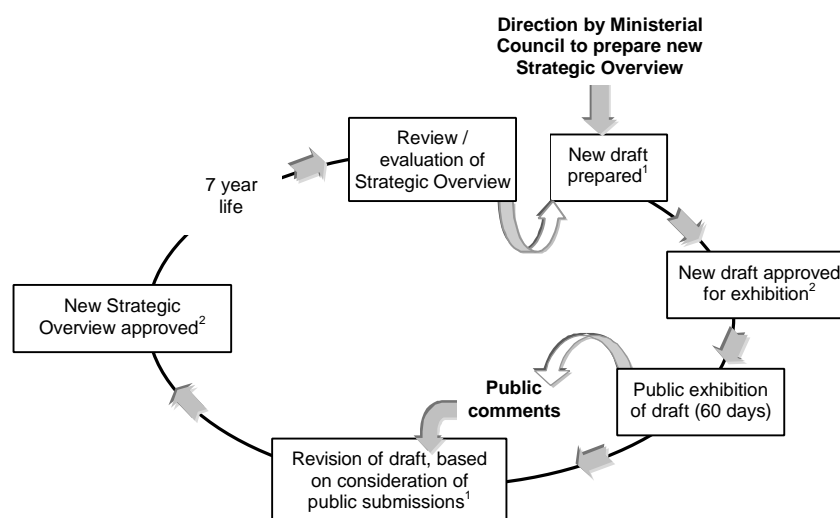 Direction by Ministerial
Council to prepare new
Strategic Overview
Review /
evaluation of
Strategic Overview
New draft
prepared¹
7 year
life
New draft approved
for exhibition²
New Strategic
Overview approved²
Public
comments
Public exhibition
of draft (60 days)
Revision of draft, based
on consideration of
public submissions¹